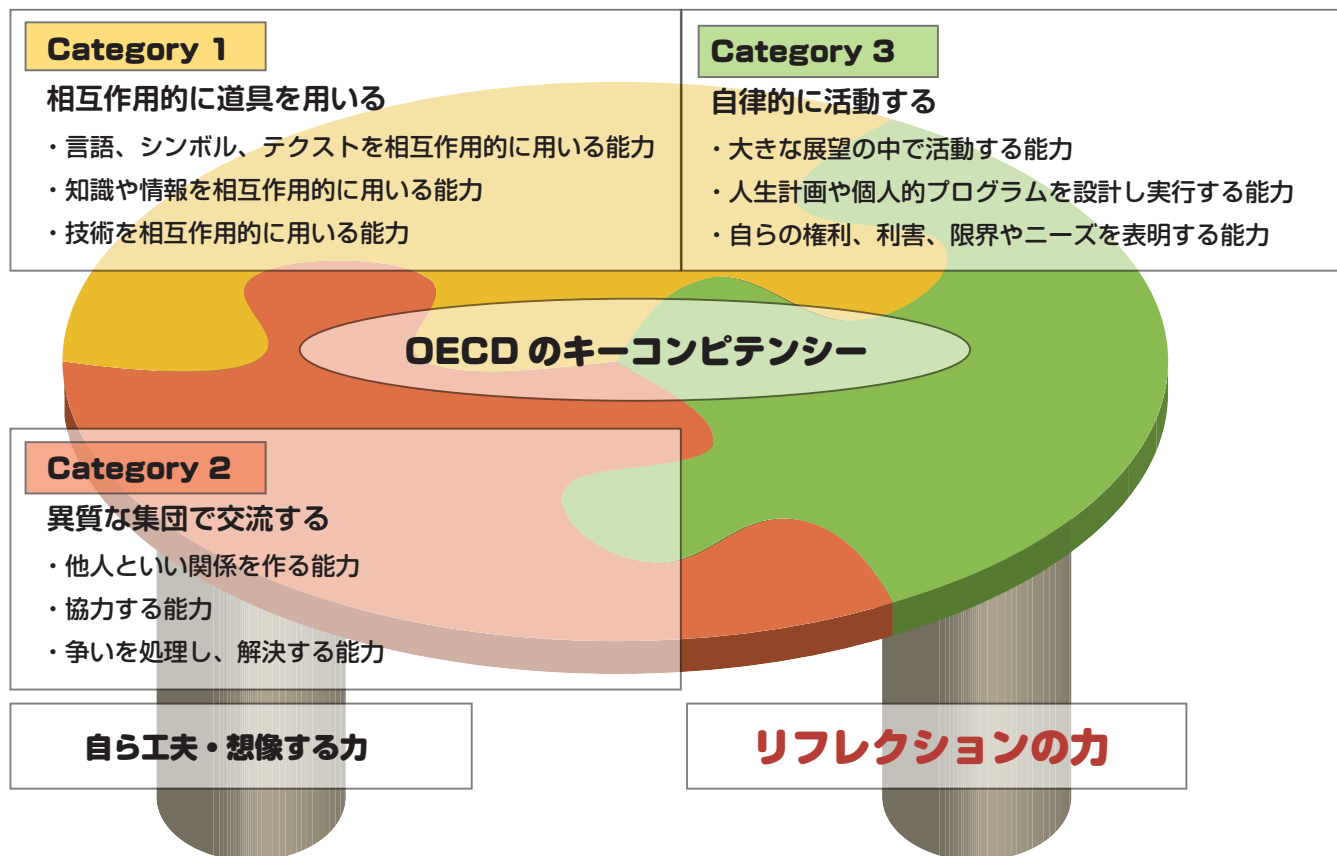 Category 1
相互作用的に道具を用いる
・言語、シンボル、テクストを相互作用的に用いる能力
・知識や情報を相互作用的に用いる能力
・技術を相互作用的に用いる能力
Category 3
自律的に活動する
・大きな展望の中で活動する能力
・人生計画や個人的プログラムを設計し実行する能力
・自らの権利、利害、限界やニーズを表明する能力
OECD のキーコンピテンシー
Category 2
異質な集団で交流する
・他人といい関係を作る能力
・協力する能力
・争いを処理し、解決する能力
自ら工夫・想像する力
リフレクションの力